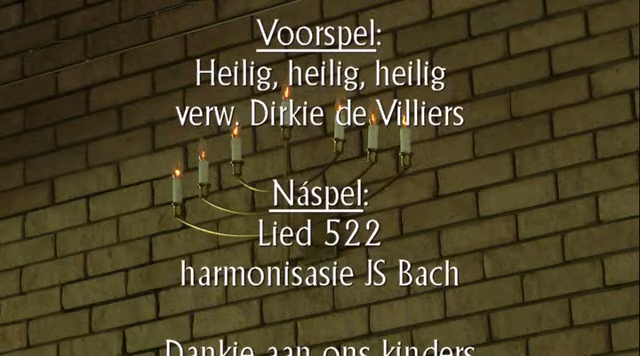 Voorspel:
Heilig, heilig, heilig
verw. Dirkie de Villiers
Náspel:
Lied 522
harmonisasie JS Bach
Dankie aan ons kinders